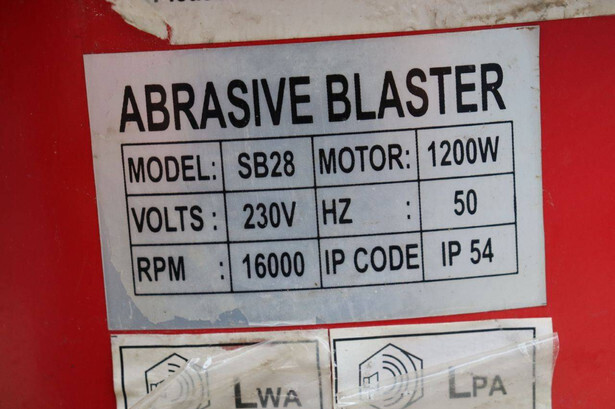 ABRASIVE BLASTER
MODEL: SB28 MOTOR: 1200W
VOLTS : 230V HZ : 50
RPM : 16000 IP CODE IP 54
LWA LPA